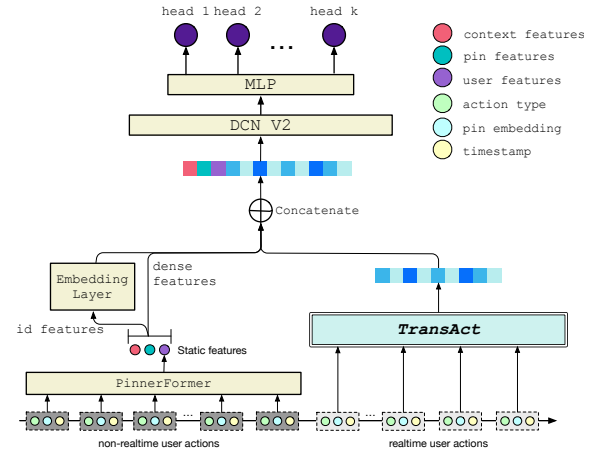 head 1 head 2 head k
...
context features
pin features
user features
action type
pin embedding
timestamp
MLP
DCN V2
Concatenate
Embedding
Layer
dense
features
id features
Static features
TransAct
PinnerFormer
... ...
non-realtime user actions
realtime user actions